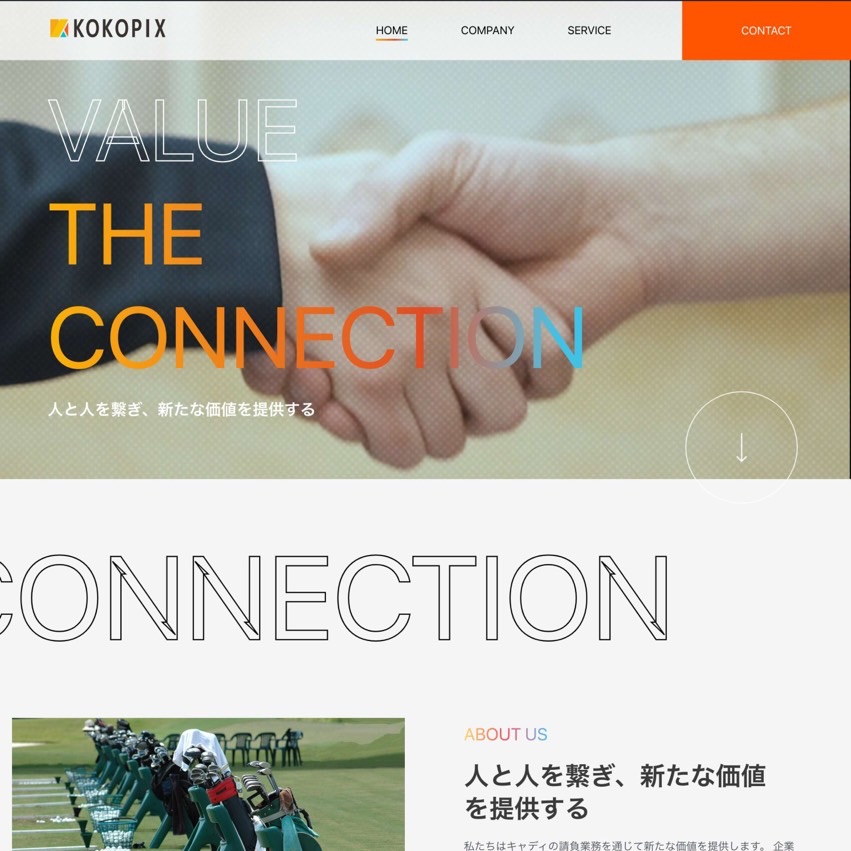 KOKOPIX
HOME
COMPANY
SERVICE
CONTACT
VALUE
THE
CONNECTION
人と人を繋ぎ、新たな価値を提供する
CONNECTION
ABOUT US
人と人を繋ぎ、新たな価値
を提供する
私たちはキャディの請負業務を通じて新たな価値を提供します。 企業